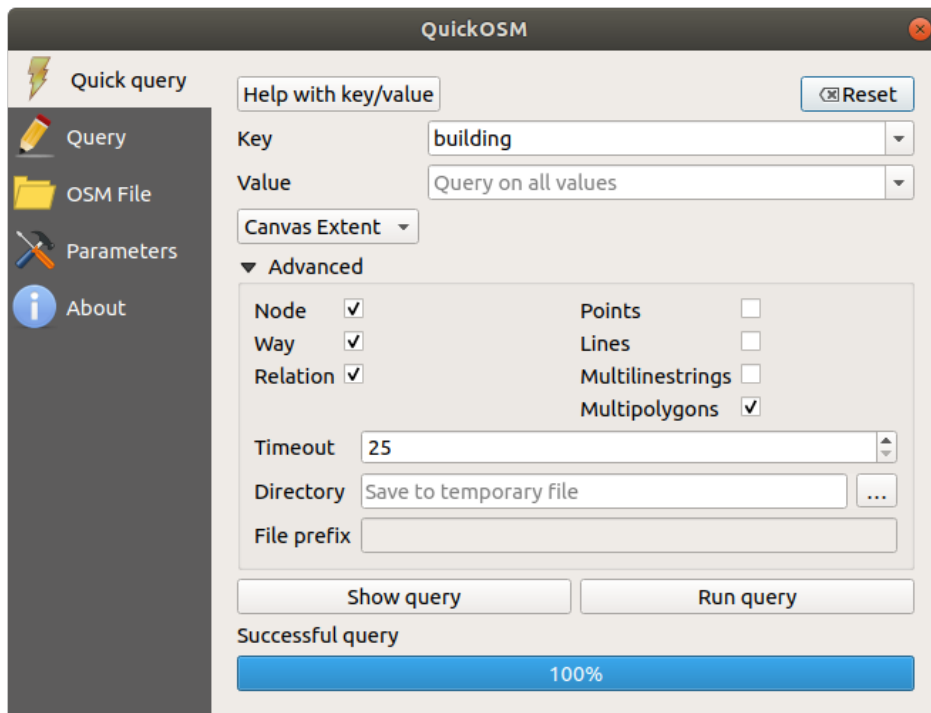 QuickOSM
Quick query
Query
OSM File
Parameters
About
Help with key/value
Reset
Key building
Value Query on all values
Canvas Extent
Advanced
Node Points
Way Lines
Relation Multilinestrings
Multipolygons
Timeout 25
Directory Save to temporary file ...
File prefix
Show query Run query
Successful query
100%